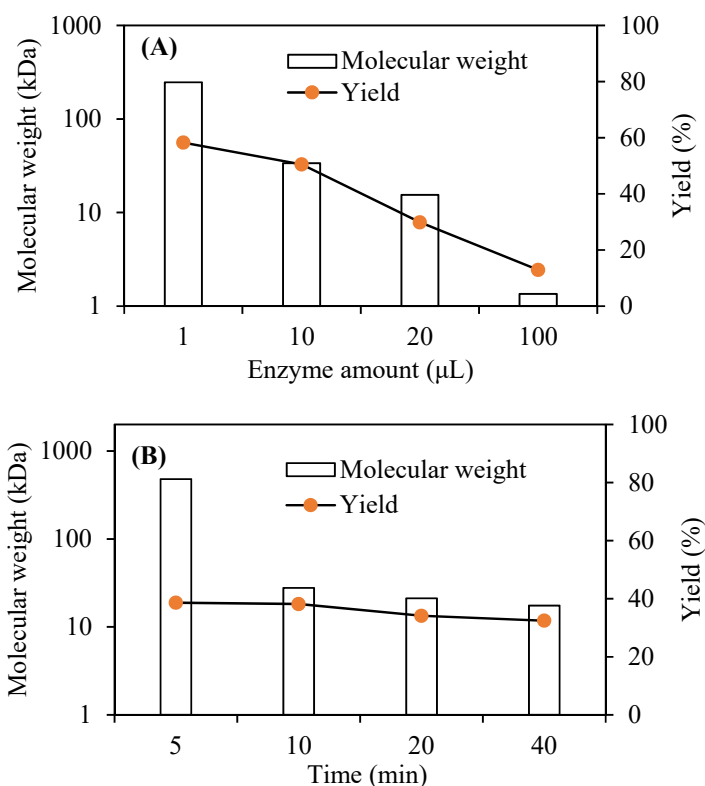 (A)
Molecular weight (kDa)
1000
100
10
1
Molecular weight
Yield
100
80
60
40
20
0
Yield (%)
1 10 20 100
Enzyme amount (μL)
(B)
Molecular weight (kDa)
1000
100
10
1
Molecular weight
Yield
100
80
60
40
20
0
Yield (%)
5 10 20 40
Time (min)